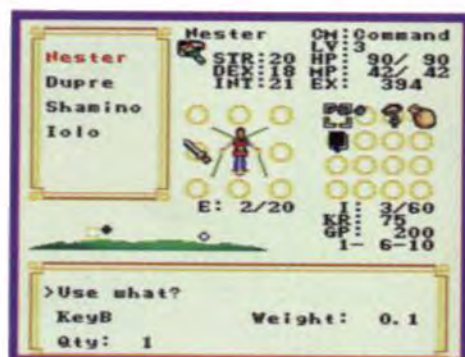 Nester
Dupre
Shamino
Iolo
Nester
STR:20
DEX:18
INT:21
CM:Command
LV:3
HP: 90/ 90
MP: 42/ 42
EX: 394
E: 2/20
I: 3/60
KR: 75
GP: 200
1- 6-10
>Use what?
KeyB Weight: 0.1
Qty: 1